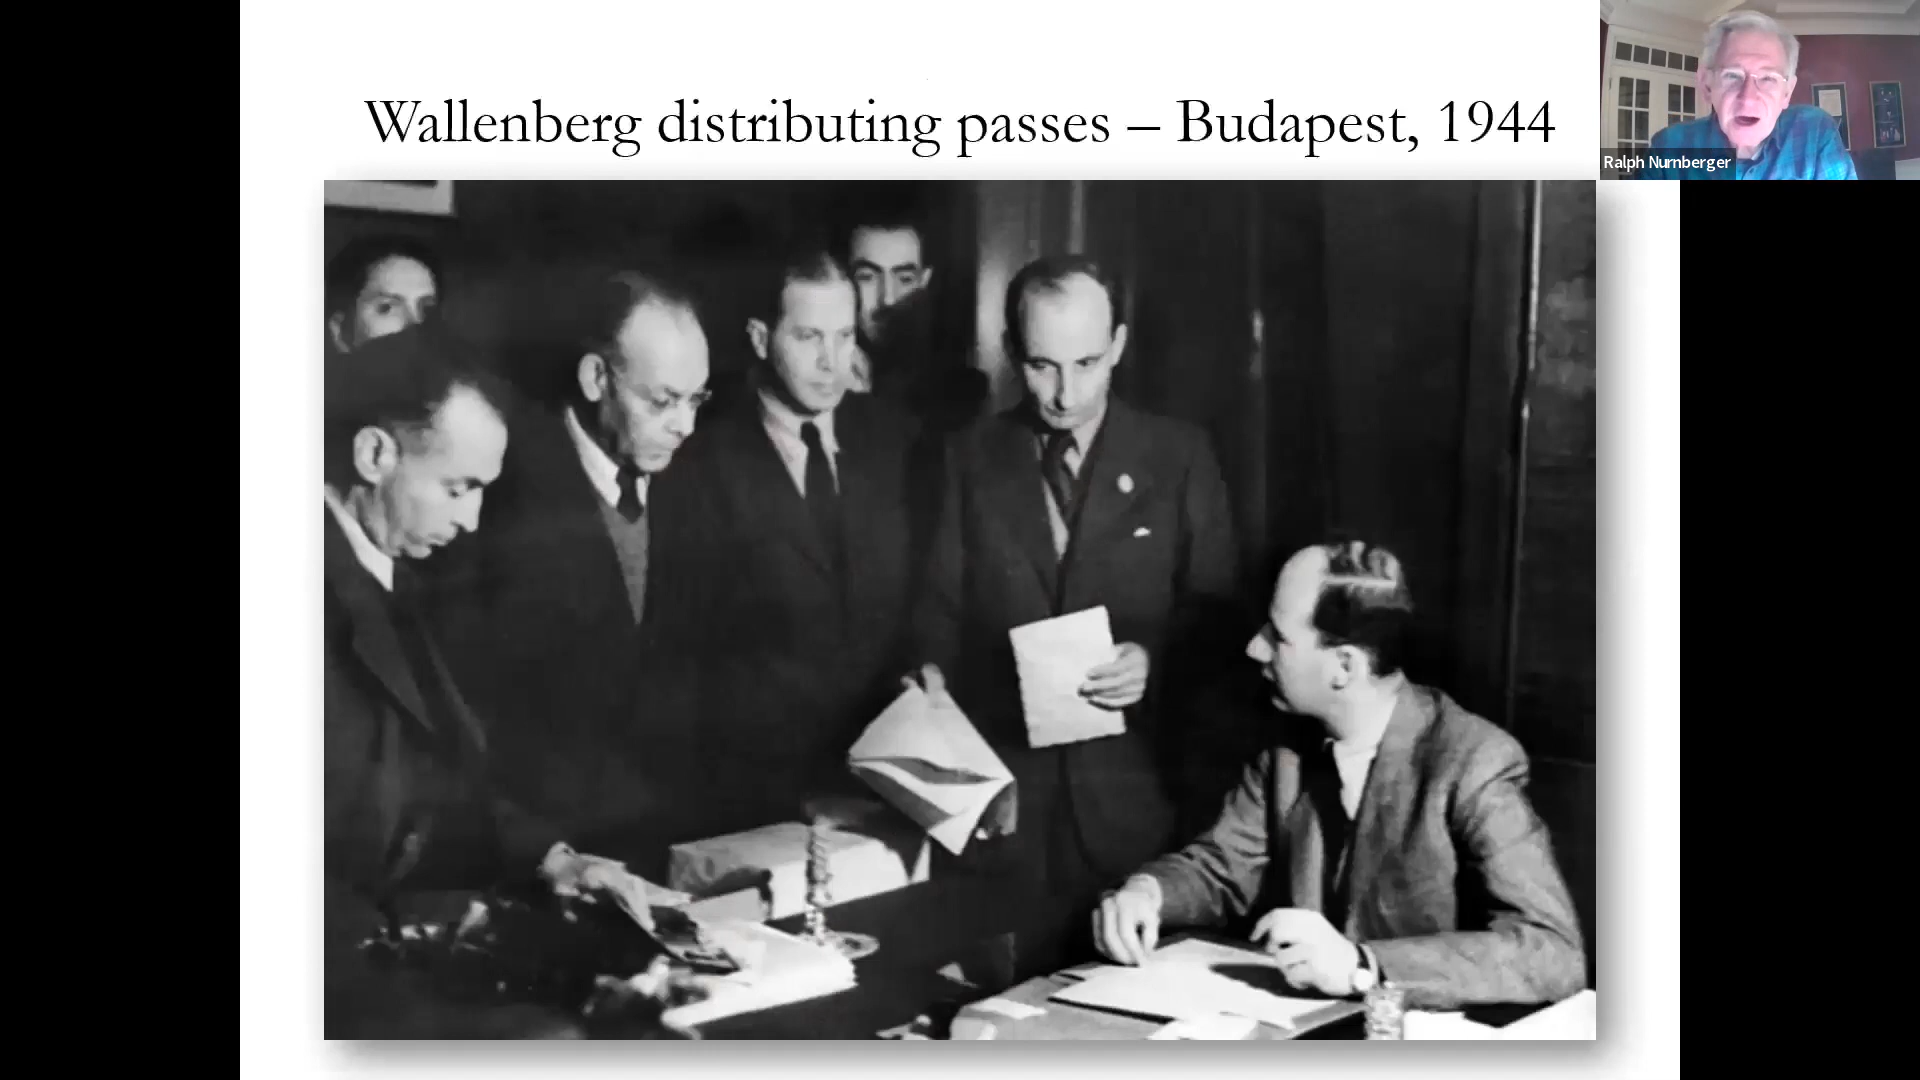 Wallenberg distributing passes – Budapest, 1944
Ralph Nurnberger